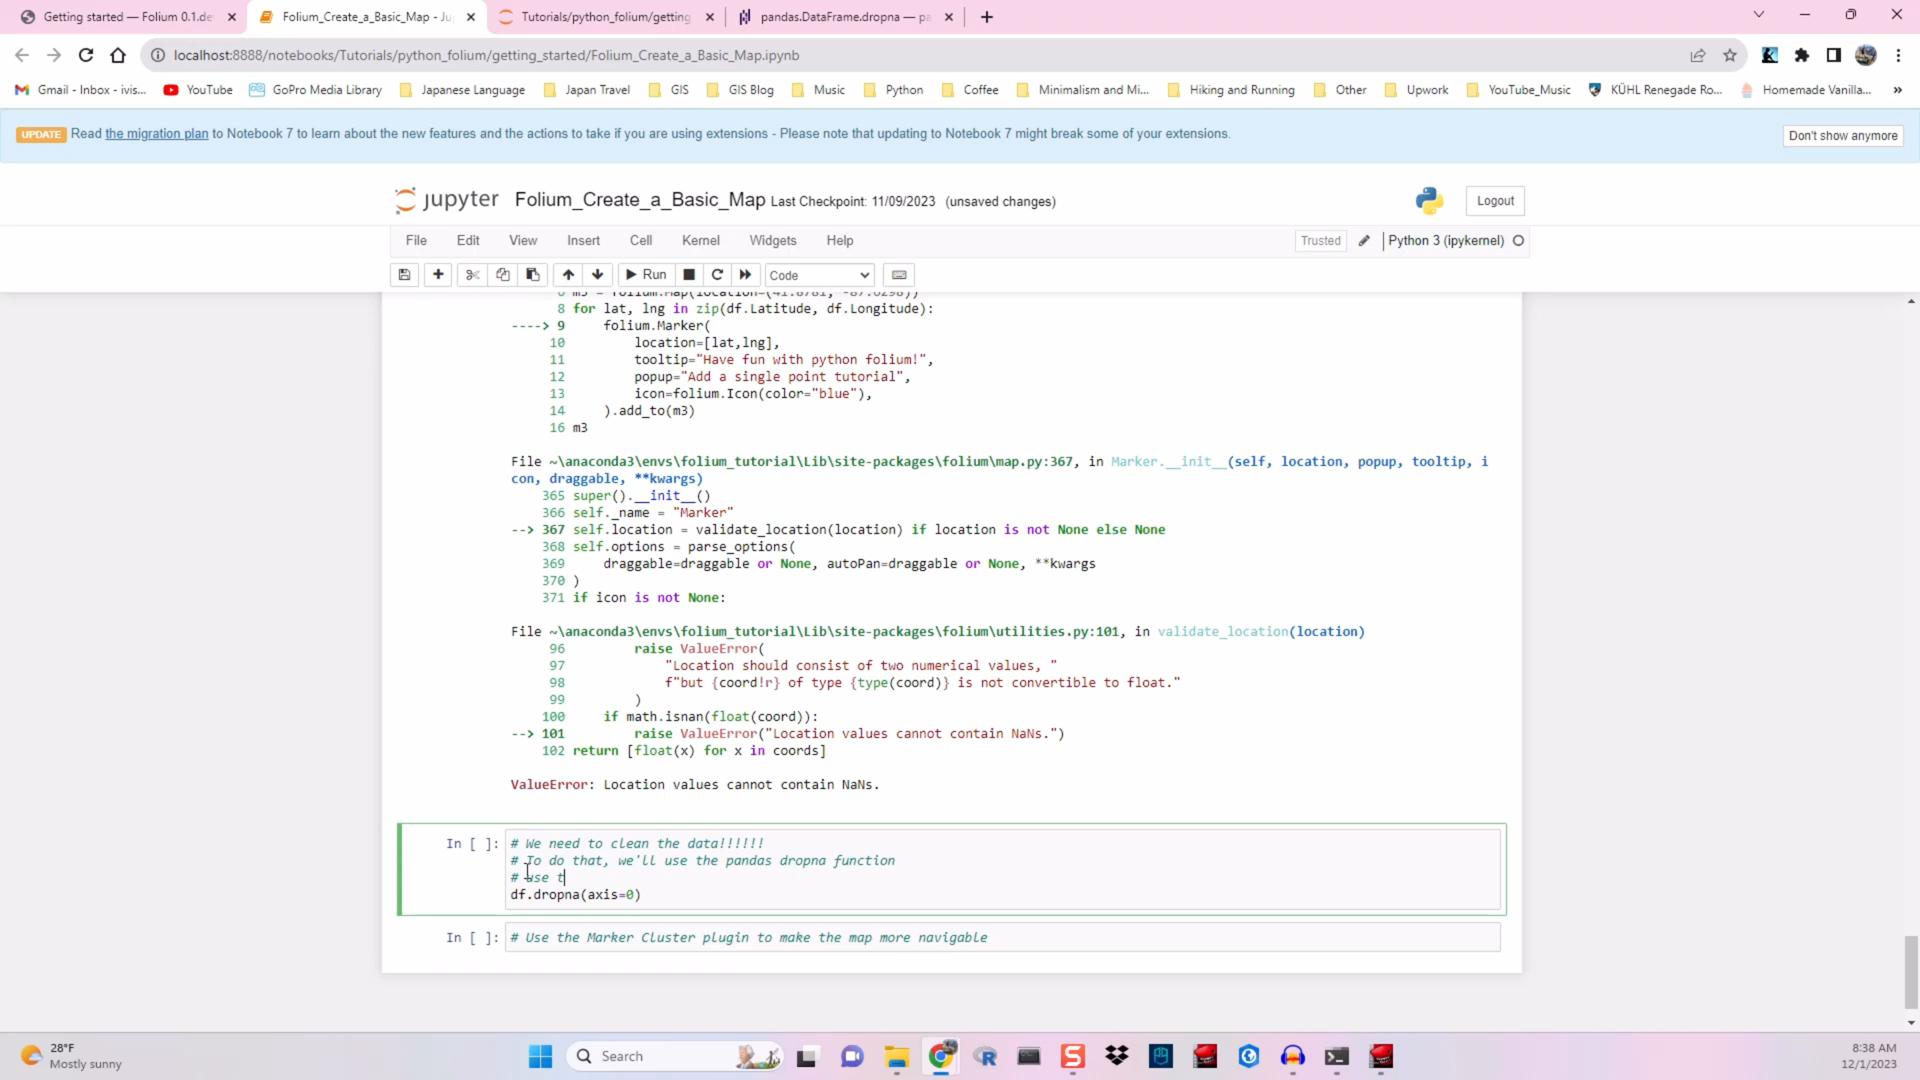 Getting started — Folium 0.1.de
Folium_Create_a_Basic_Map - Ju
Tutorials/python_folium/getting
pandas.DataFrame.dropna — pa
localhost:8888/notebooks/Tutorials/python_folium/getting_started/Folium_Create_a_Basic_Map.ipynb
Gmail - Inbox - ivis...
YouTube
GoPro Media Library
Japanese Language
Japan Travel
GIS
GIS Blog
Music
Python
Coffee
Minimalism and Mi...
Hiking and Running
Other
Upwork
YouTube_Music
KÜHL Renegade Ro...
Homemade Vanilla...
»
UPDATE Read the migration plan to Notebook 7 to learn about the new features and the actions to take if you are using extensions - Please note that updating to Notebook 7 might break some of your extensions.
Don't show anymore
jupyter Folium_Create_a_Basic_Map Last Checkpoint: 11/09/2023 (unsaved changes)
Logout
File Edit View Insert Cell Kernel Widgets Help
Trusted
Python 3 (ipykernel)
Run
Code
6 m3 = folium.Map(location=(41.8781, -87.6298))
8 for lat, lng in zip(df.Latitude, df.Longitude):
----> 9     folium.Marker(
10         location=[lat,lng],
11         tooltip="Have fun with python folium!",
12         popup="Add a single point tutorial",
13         icon=folium.Icon(color="blue"),
14     ).add_to(m3)
16 m3
File ~\anaconda3\envs\folium_tutorial\Lib\site-packages\folium\map.py:367, in Marker.__init__(self, location, popup, tooltip, i
con, draggable, **kwargs)
365 super().__init__()
366 self._name = "Marker"
--> 367 self.location = validate_location(location) if location is not None else None
368 self.options = parse_options(
369     draggable=draggable or None, autoPan=draggable or None, **kwargs
370 )
371 if icon is not None:
File ~\anaconda3\envs\folium_tutorial\Lib\site-packages\folium\utilities.py:101, in validate_location(location)
96         raise ValueError(
97             "Location should consist of two numerical values, "
98             f"but {coord!r} of type {type(coord)} is not convertible to float."
99         )
100     if math.isnan(float(coord)):
--> 101         raise ValueError("Location values cannot contain NaNs.")
102 return [float(x) for x in coords]
ValueError: Location values cannot contain NaNs.
In [ ]: # We need to clean the data!!!!!!
# To do that, we'll use the pandas dropna function
# use t
df.dropna(axis=0)
In [ ]: # Use the Marker Cluster plugin to make the map more navigable
28°F
Mostly sunny
Search
8:38 AM
12/1/2023